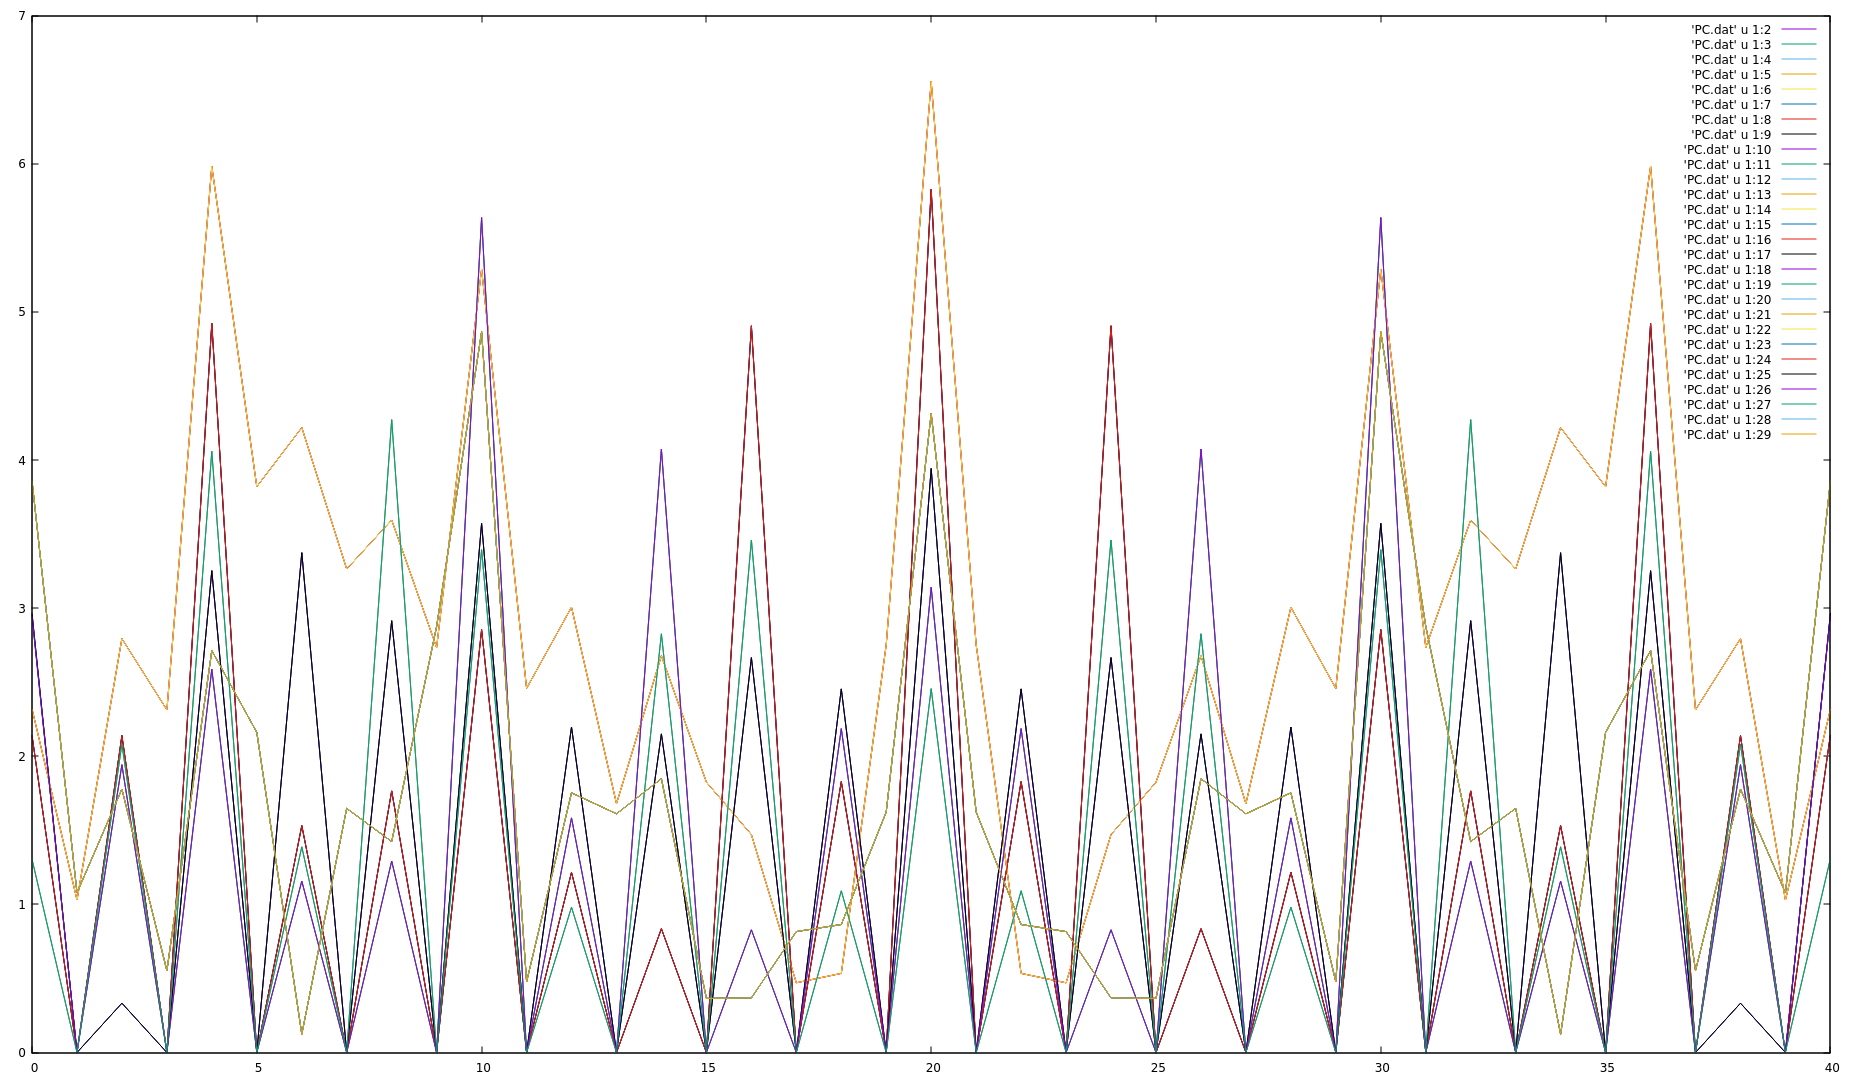 7
6
5
4
3
2
1
0
'PC.dat' u 1:2
'PC.dat' u 1:3
'PC.dat' u 1:4
'PC.dat' u 1:5
'PC.dat' u 1:6
'PC.dat' u 1:7
'PC.dat' u 1:8
'PC.dat' u 1:9
'PC.dat' u 1:10
'PC.dat' u 1:11
'PC.dat' u 1:12
'PC.dat' u 1:13
'PC.dat' u 1:14
'PC.dat' u 1:15
'PC.dat' u 1:16
'PC.dat' u 1:17
'PC.dat' u 1:18
'PC.dat' u 1:19
'PC.dat' u 1:20
'PC.dat' u 1:21
'PC.dat' u 1:22
'PC.dat' u 1:23
'PC.dat' u 1:24
'PC.dat' u 1:25
'PC.dat' u 1:26
'PC.dat' u 1:27
'PC.dat' u 1:28
'PC.dat' u 1:29
0 5 10 15 20 25 30 35 40